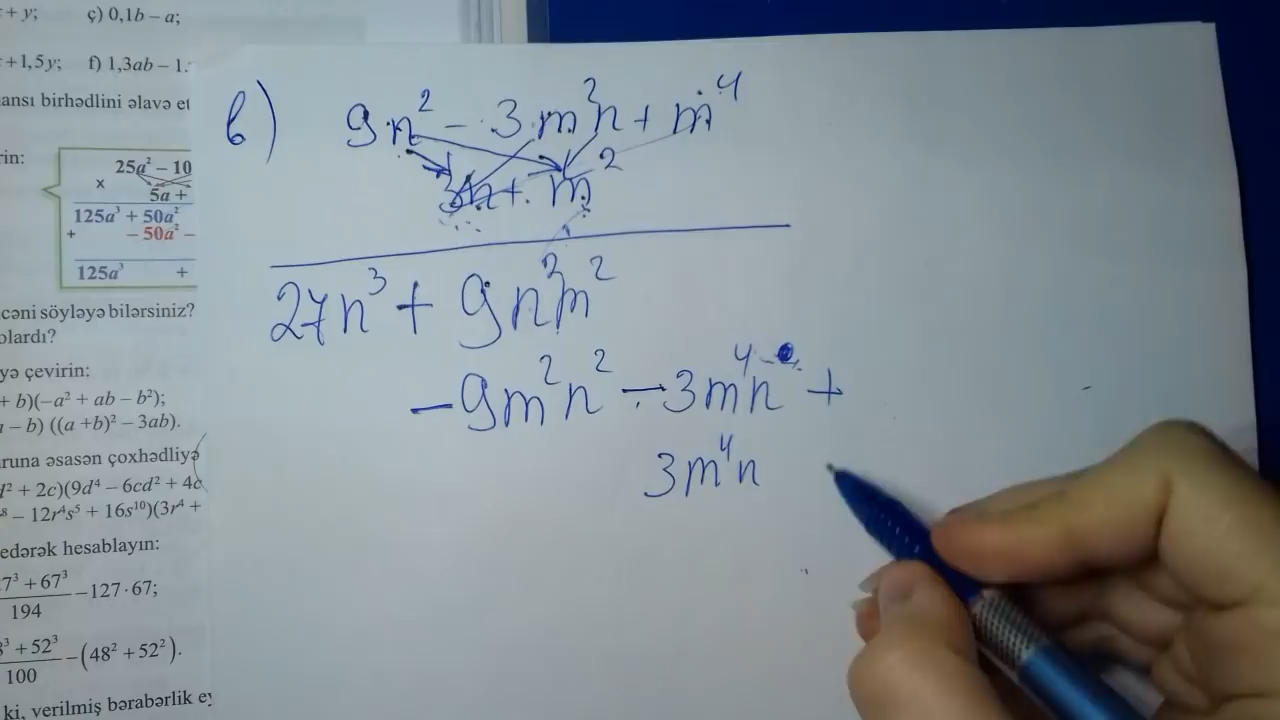 + y; ç) 0,1b – a;
+1,5y; f) 1,3ab – 1.
ansı birhədlini əlavə et
rin:
25a² – 10
x 5a +
125a³ + 50a²
+ – 50a² –
125a³ +
cəni söyləyə bilərsiniz?
olardı?
yə çevirin:
+ b)(–a² + ab – b²);
– b) ((a +b)² – 3ab).
runa əsasən çoxhədliyə
d² + 2c)(9d⁴ – 6cd² + 4c
⁸ – 12r⁴s⁵ + 16s¹⁰)(3r⁴ +
edərək hesablayın:
7³ + 67³
194
–127·67;
³ + 52³
100
–(48² + 52²).
ki, verilmiş bərabərlik
в) 9n² – 3m²n + m⁴
3n + m²
27n³ + 9n²m²
– 9m²n² – 3m⁴n +
3m⁴n